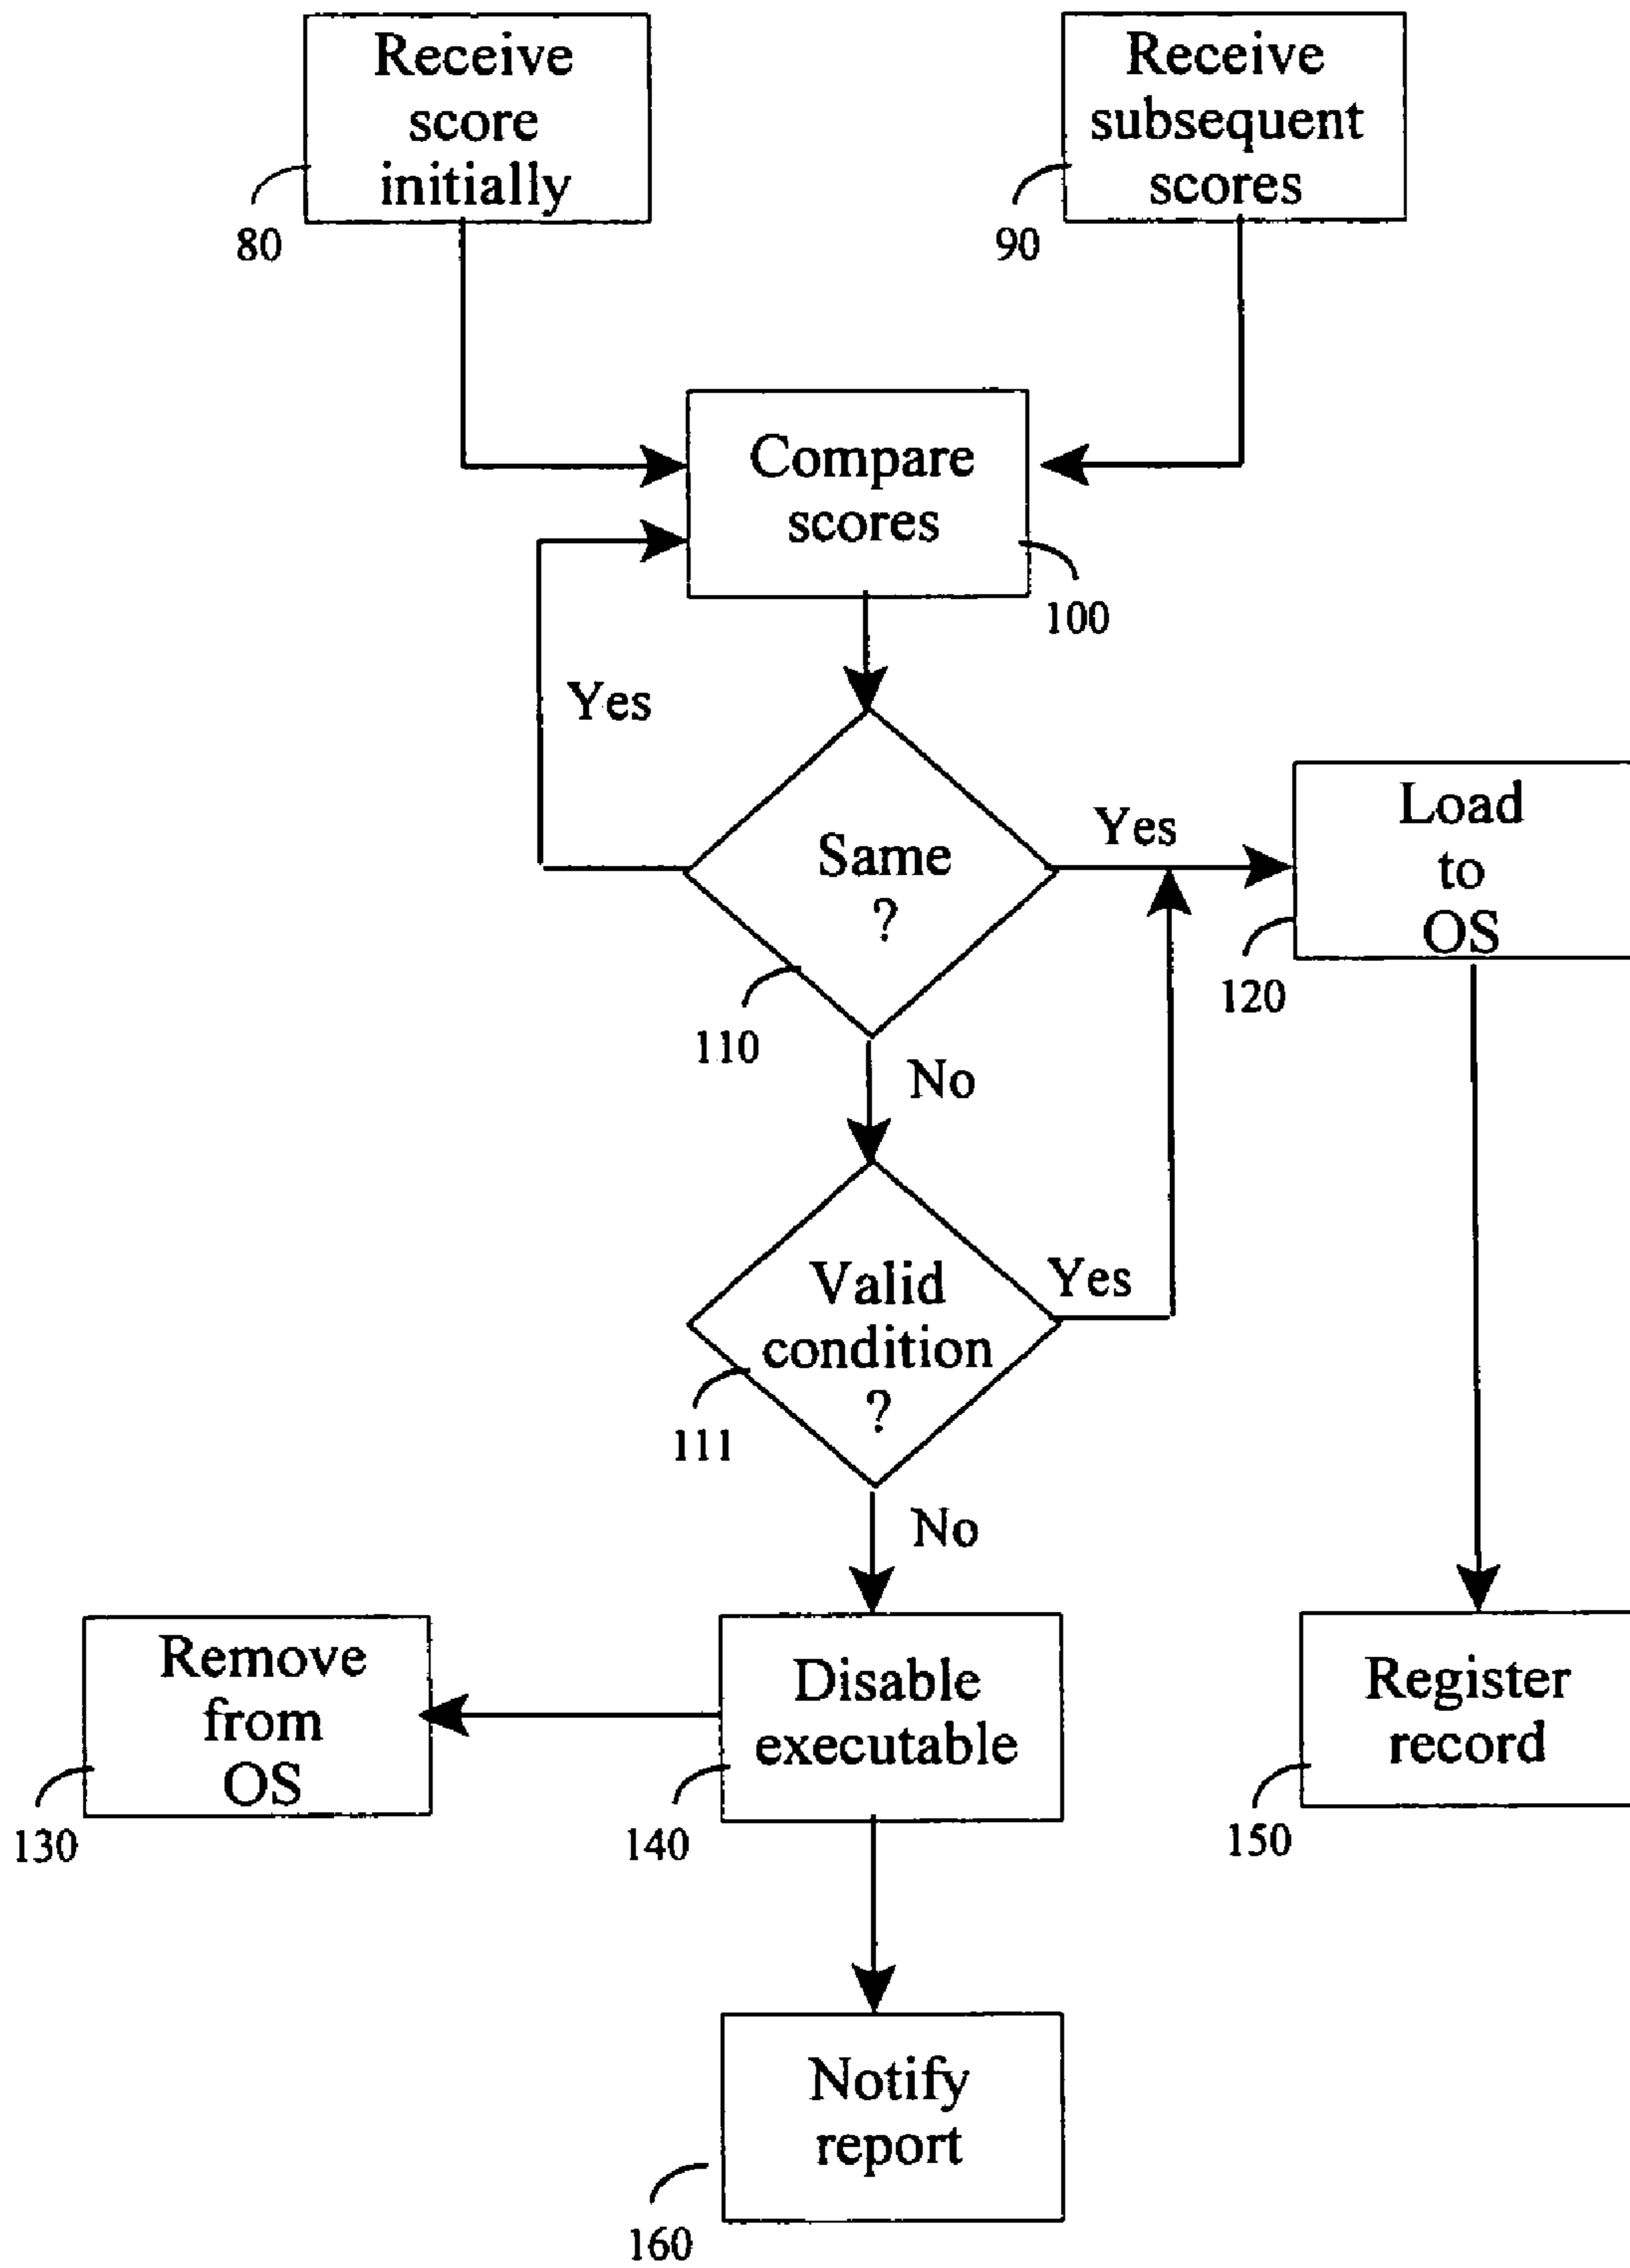 Receive
score
initially
80
Receive
subsequent
scores
90
Compare
scores
100
Yes
Same
?
110
Yes
Load
to
OS
120
No
Valid
condition
?
111
Yes
No
Remove
from
OS
130
Disable
executable
140
Register
record
150
Notify
report
160